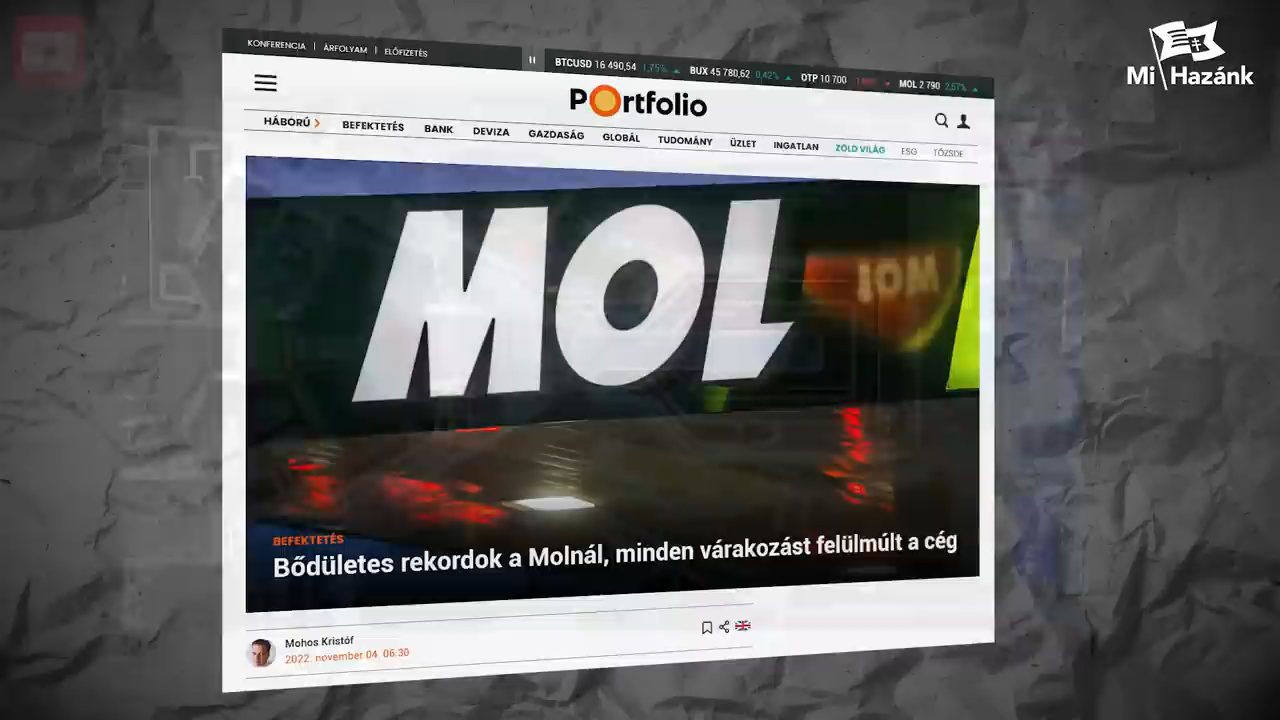 Mi Hazánk
KONFERENCIA | ÁRFOLYAM | ELŐFIZETÉS
BTCUSD 16 490,54 1,75% BUX 45 780,62 0,42% OTP 10 700 MOL 2 790 2,57%
Portfolio
HÁBORÚ BEFEKTETÉS BANK DEVIZA GAZDASÁG GLOBÁL TUDOMÁNY ÜZLET INGATLAN ZÖLD VILÁG ESG TŐZSDE
MOL
BEFEKTETÉS
Bődületes rekordok a Molnál, minden várakozást felülmúlt a cég
Mohos Kristóf
2022. november 04. 06:30